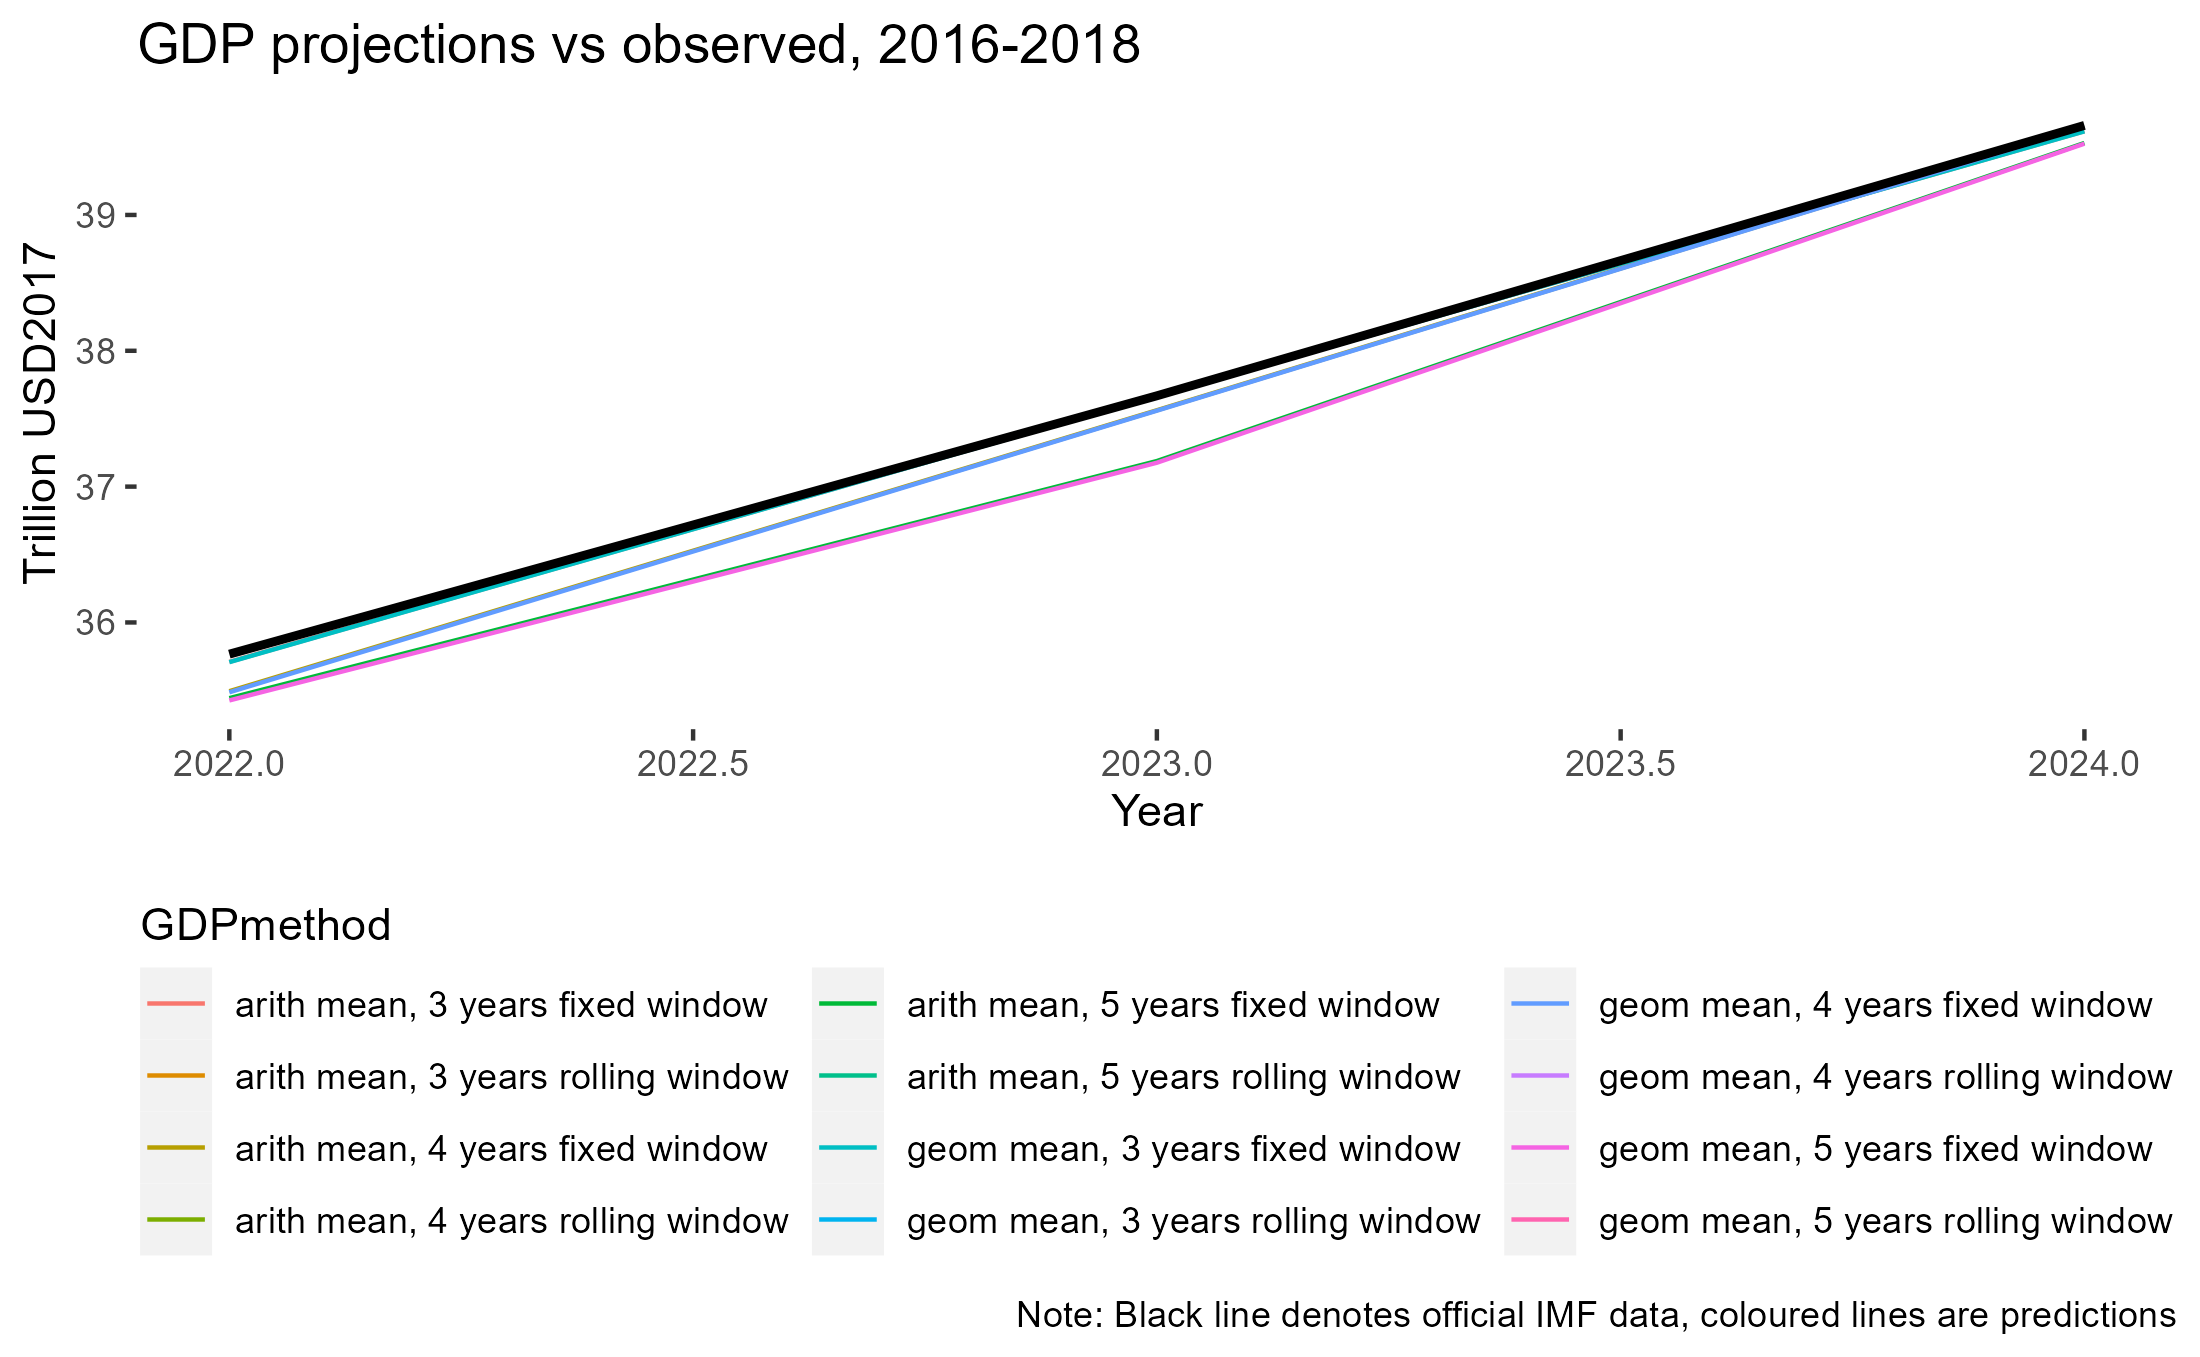 GDP projections vs observed, 2016-2018
Trillion USD2017
39
38
37
36
2022.0 2022.5 2023.0 2023.5 2024.0
Year
GDPmethod
arith mean, 3 years fixed window
arith mean, 3 years rolling window
arith mean, 4 years fixed window
arith mean, 4 years rolling window
arith mean, 5 years fixed window
arith mean, 5 years rolling window
geom mean, 3 years fixed window
geom mean, 3 years rolling window
geom mean, 4 years fixed window
geom mean, 4 years rolling window
geom mean, 5 years fixed window
geom mean, 5 years rolling window
Note: Black line denotes official IMF data, coloured lines are predictions